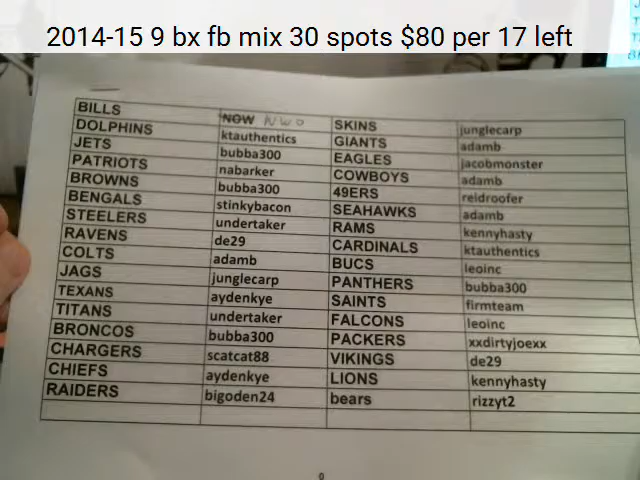 2014-15 9 bx fb mix 30 spots $80 per 17 left
BILLS NOW NWO SKINS junglecarp
DOLPHINS ktauthentics GIANTS adamb
JETS bubba300 EAGLES jacobmonster
PATRIOTS nabarker COWBOYS adamb
BROWNS bubba300 49ERS reidroofer
BENGALS stinkybacon SEAHAWKS adamb
STEELERS undertaker RAMS kennyhasty
RAVENS de29 CARDINALS ktauthentics
COLTS adamb BUCS leoinc
JAGS junglecarp PANTHERS bubba300
TEXANS aydenkye SAINTS firmteam
TITANS undertaker FALCONS leoinc
BRONCOS bubba300 PACKERS xxdirtyjoexx
CHARGERS scatcat88 VIKINGS de29
CHIEFS aydenkye LIONS kennyhasty
RAIDERS bigoden24 bears rizzyt2